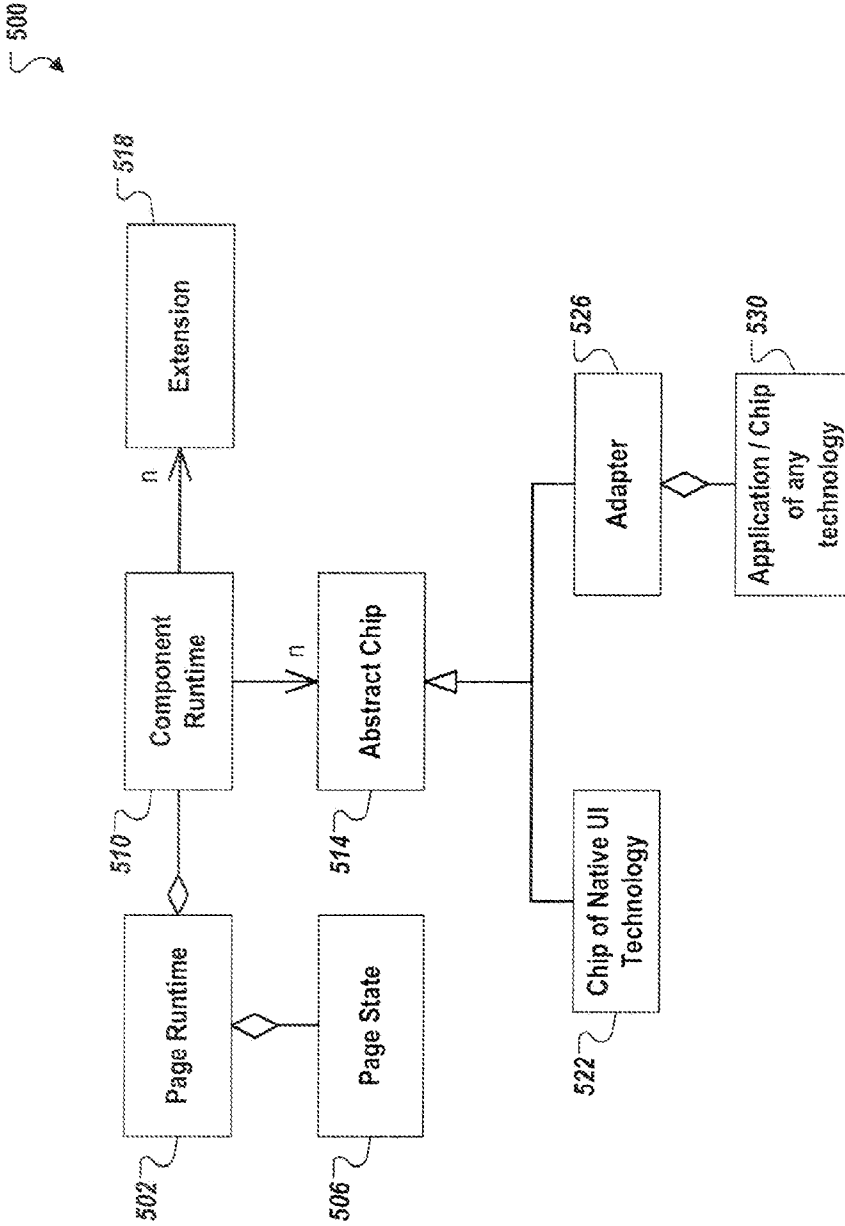 500
502
Page Runtime
510
Component
Runtime
n
518
Extension
506
Page State
514
n
Abstract Chip
522
Chip of Native UI
Technology
526
Adapter
530
Application / Chip
of any
technology